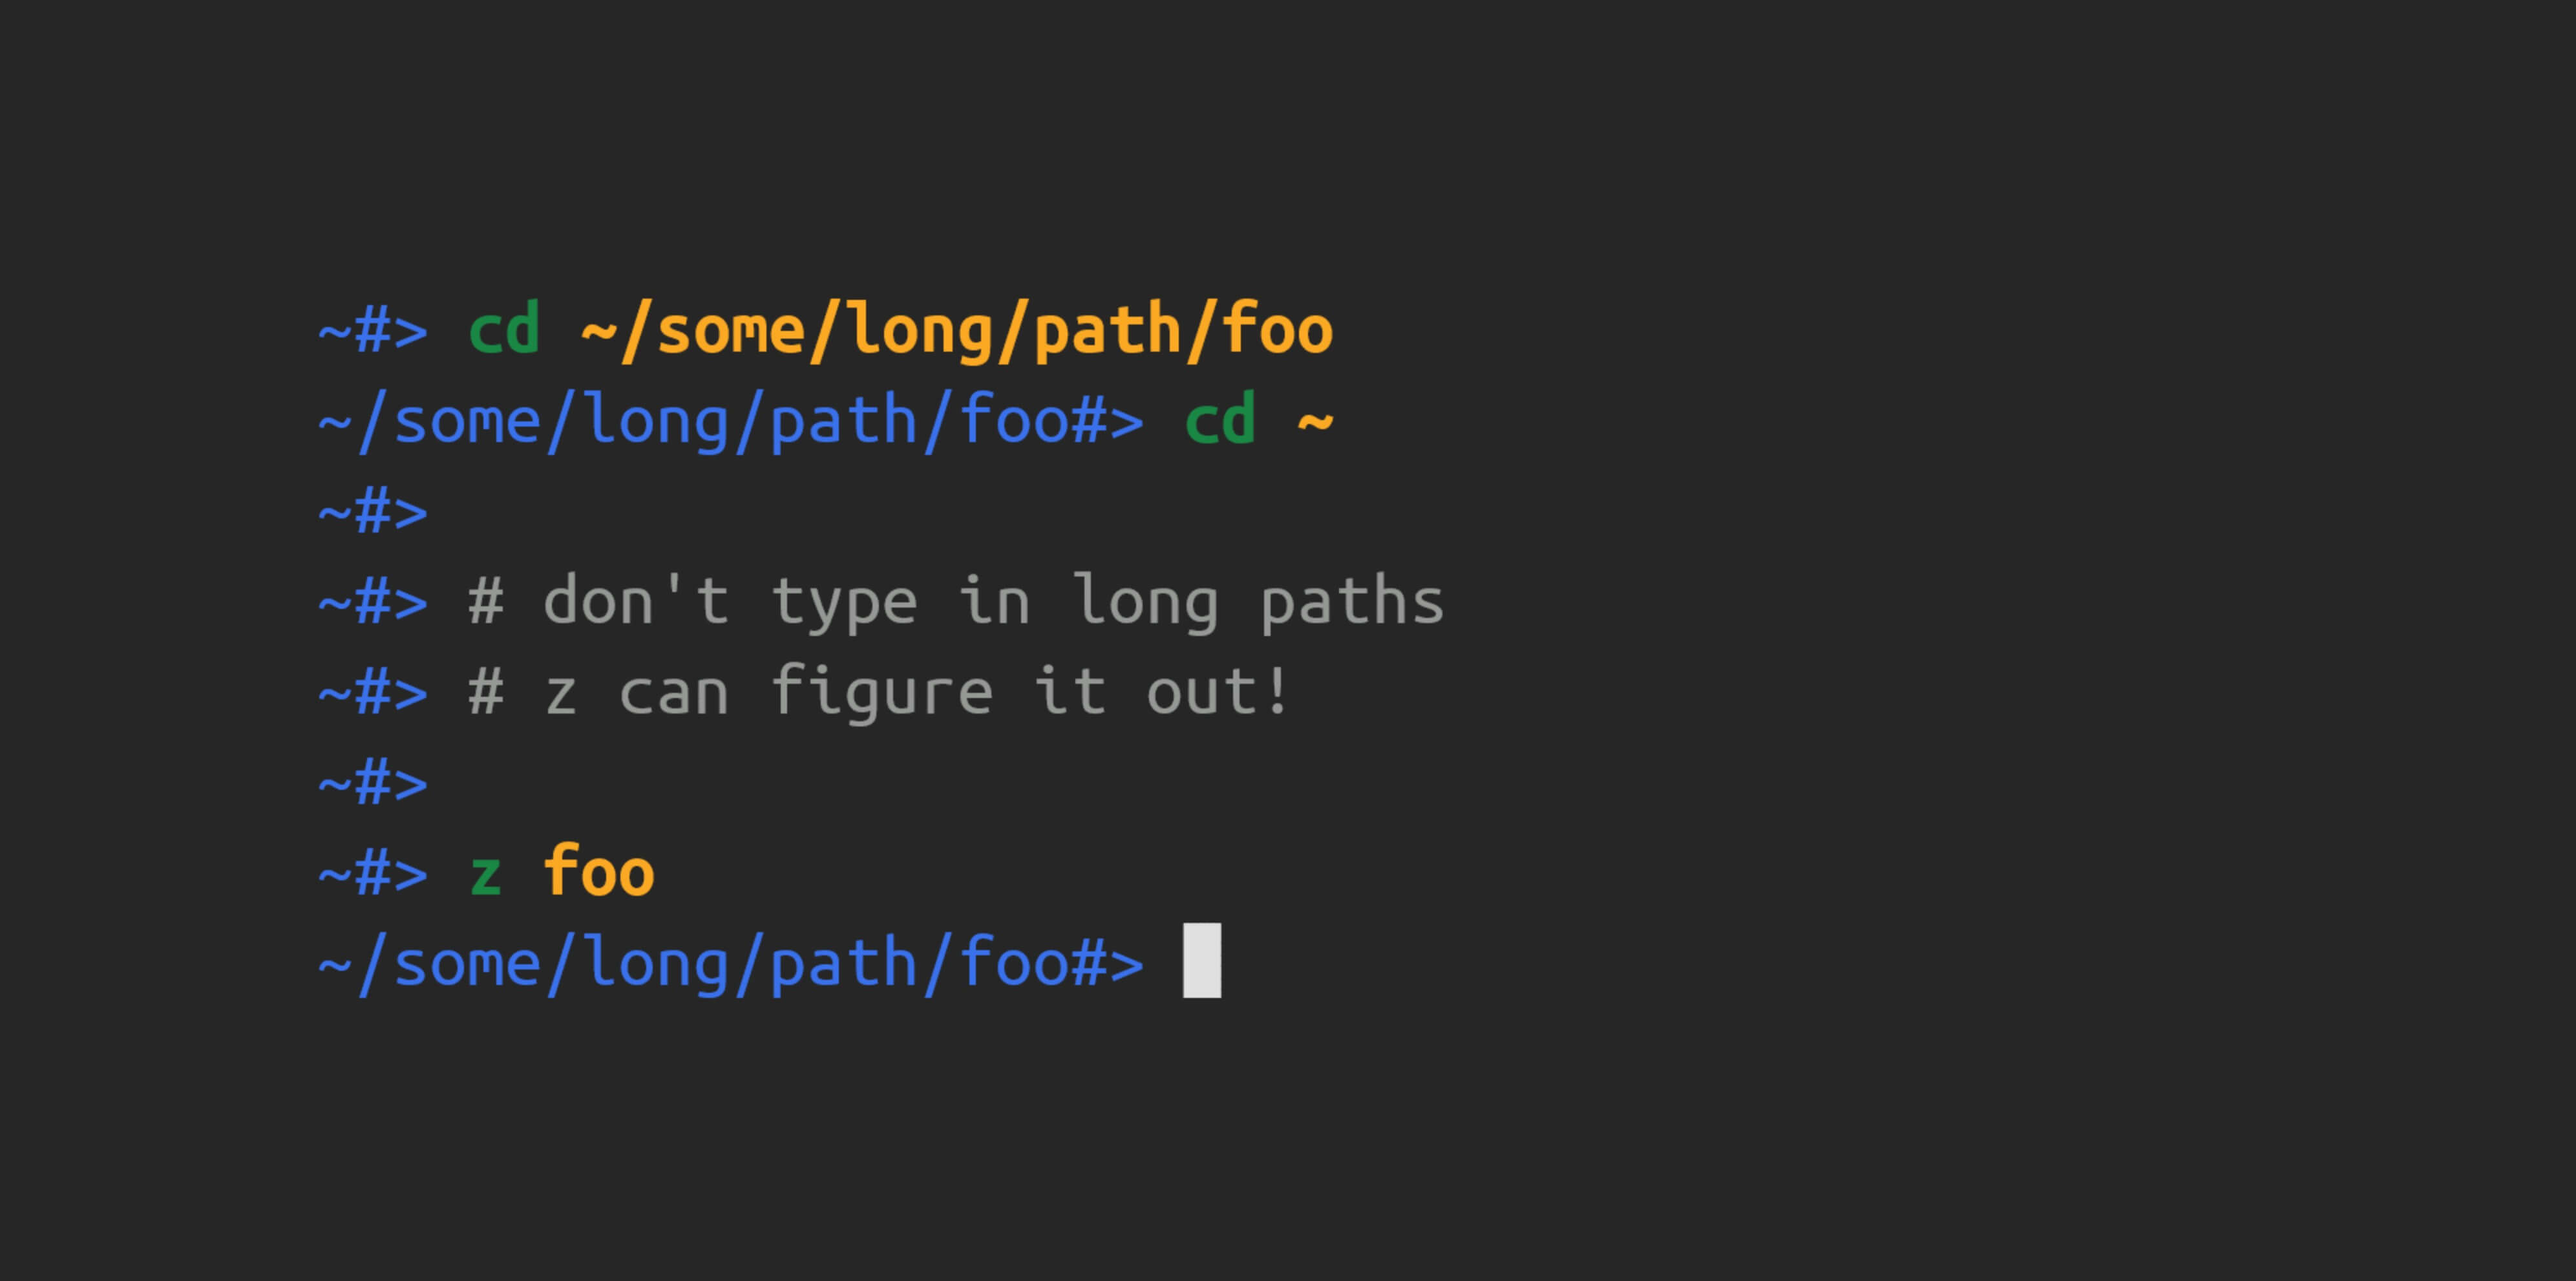 ~#> cd ~/some/long/path/foo
~/some/long/path/foo#> cd ~
~#>
~#> # don't type in long paths
~#> # z can figure it out!
~#>
~#> z foo
~/some/long/path/foo#>